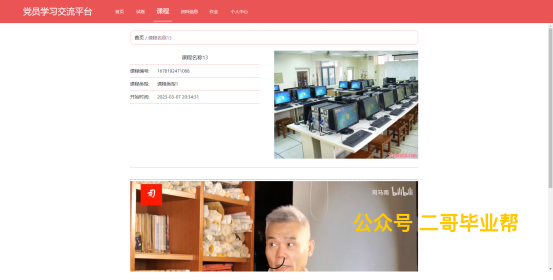 党员学习交流平台
首页 试卷 课程 资料信息 作业 个人中心
首页 / 课程名称13
课程名称13
课程编号: 1678192471086
课程类型: 课程类型1
开始时间: 2023-03-07 20:34:31
司马南 bilibili
公众号 二哥毕业帮